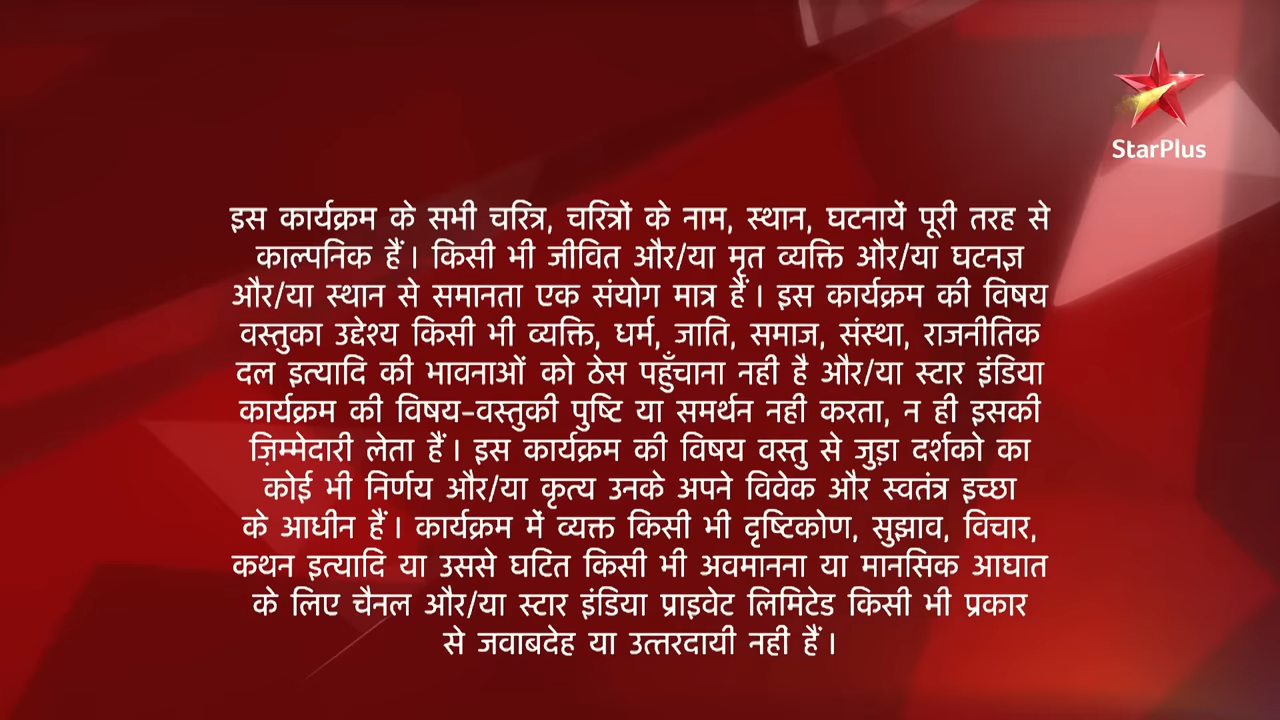 StarPlus
इस कार्यक्रम के सभी चरित्र, चरित्रों के नाम, स्थान, घटनायें पूरी तरह से
काल्पनिक हैं। किसी भी जीवित और/या मृत व्यक्ति और/या घटनज्ञ
और/या स्थान से समानता एक संयोग मात्र हैं। इस कार्यक्रम की विषय
वस्तुका उद्देश्य किसी भी व्यक्ति, धर्म, जाति, समाज, संस्था, राजनीतिक
दल इत्यादि की भावनाओं को ठेस पहुँचाना नही है और/या स्टार इंडिया
कार्यक्रम की विषय-वस्तुकी पुष्टि या समर्थन नही करता, न ही इसकी
ज़िम्मेदारी लेता हैं। इस कार्यक्रम की विषय वस्तु से जुड़ा दर्शको का
कोई भी निर्णय और/या कृत्य उनके अपने विवेक और स्वतंत्र इच्छा
के आधीन हैं। कार्यक्रम में व्यक्त किसी भी दृष्टिकोण, सुझाव, विचार,
कथन इत्यादि या उससे घटित किसी भी अवमानना या मानसिक आघात
के लिए चैनल और/या स्टार इंडिया प्राइवेट लिमिटेड किसी भी प्रकार
से जवाबदेह या उत्तरदायी नही हैं।